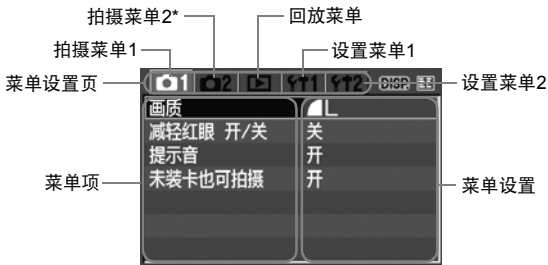 拍摄菜单2*
回放菜单
拍摄菜单1
设置菜单1
菜单设置页
1 2 1 2 DISP.
设置菜单2
画质 L
减轻红眼 开/关 关
提示音 开
未装卡也可拍摄 开
菜单项
菜单设置